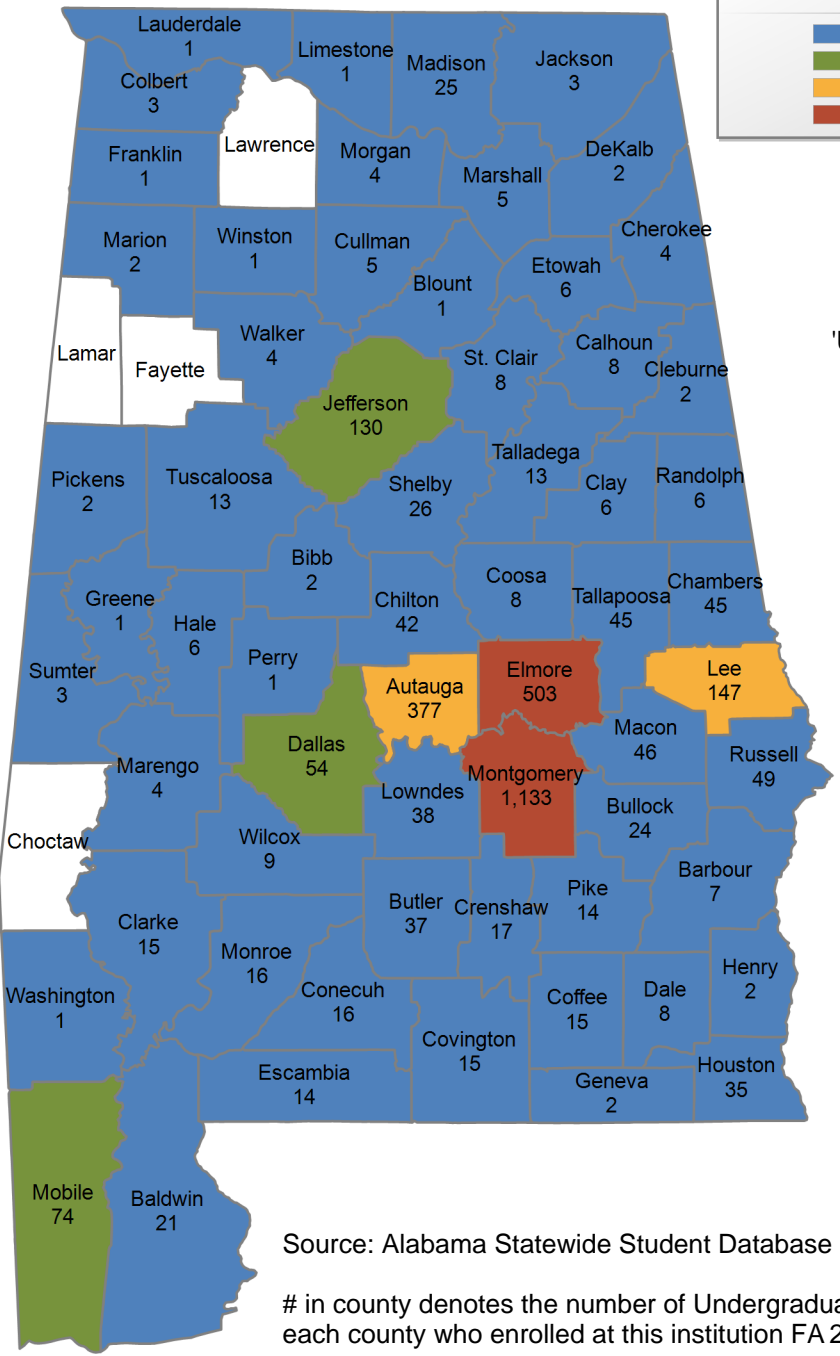 Lauderdale
1
Limestone
1
Madison
25
Jackson
3
Colbert
3
Lawrence
Franklin
1
Morgan
4
Marshall
5
DeKalb
2
Cherokee
4
Marion
2
Winston
1
Cullman
5
Blount
1
Etowah
6
Lamar
Fayette
Walker
4
St. Clair
8
Calhoun
8
Cleburne
2
'U
Jefferson
130
Pickens
2
Tuscaloosa
13
Shelby
26
Talladega
13
Clay
6
Randolph
6
Bibb
2
Greene
1
Hale
6
Chilton
42
Coosa
8
Tallapoosa
45
Chambers
45
Sumter
3
Perry
1
Autauga
377
Elmore
503
Lee
147
Dallas
54
Marengo
4
Montgomery
1,133
Macon
46
Russell
49
Lowndes
38
Bullock
24
Choctaw
Wilcox
9
Barbour
7
Clarke
15
Butler
37
Crenshaw
17
Pike
14
Monroe
16
Conecuh
16
Washington
1
Coffee
15
Dale
8
Henry
2
Covington
15
Escambia
14
Geneva
2
Houston
35
Mobile
74
Baldwin
21
Source: Alabama Statewide Student Database
# in county denotes the number of Undergradua
each county who enrolled at this institution FA 2